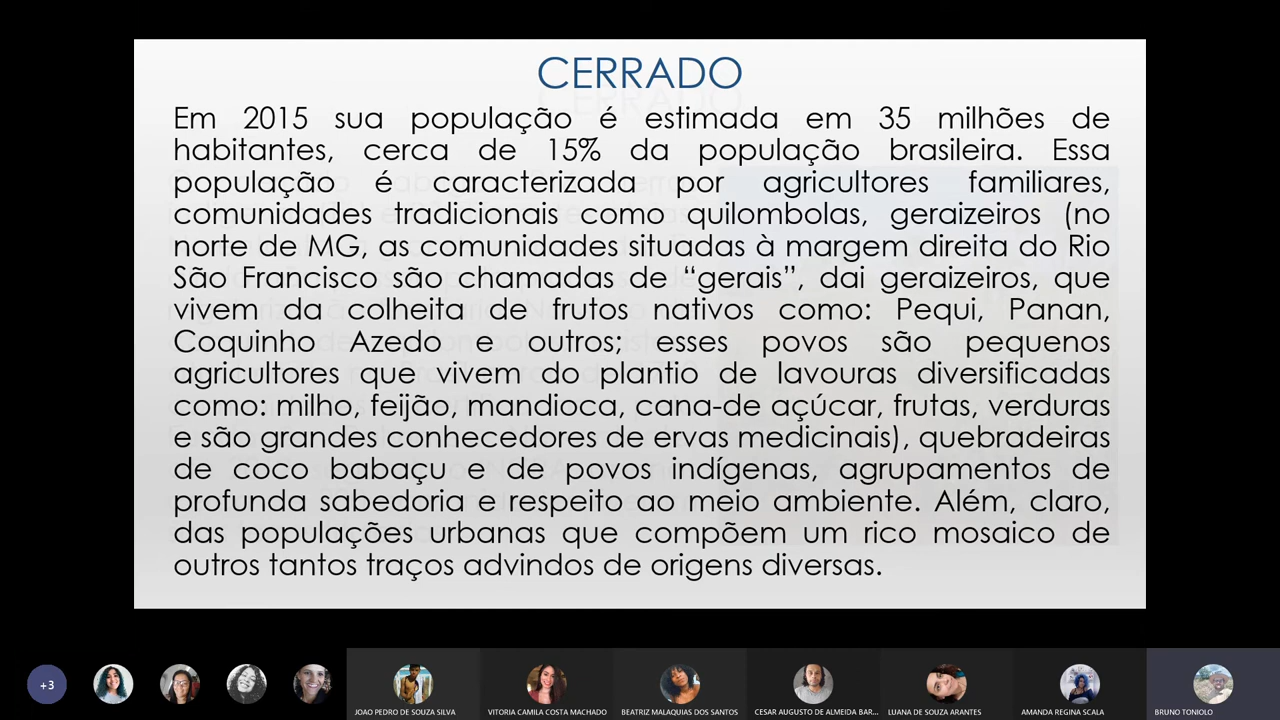 CERRADO
Em 2015 sua população é estimada em 35 milhões de
habitantes, cerca de 15% da população brasileira. Essa
população é caracterizada por agricultores familiares,
comunidades tradicionais como quilombolas, geraizeiros (no
norte de MG, as comunidades situadas à margem direita do Rio
São Francisco são chamadas de “gerais”, dai geraizeiros, que
vivem da colheita de frutos nativos como: Pequi, Panan,
Coquinho Azedo e outros; esses povos são pequenos
agricultores que vivem do plantio de lavouras diversificadas
como: milho, feijão, mandioca, cana-de açúcar, frutas, verduras
e são grandes conhecedores de ervas medicinais), quebradeiras
de coco babaçu e de povos indígenas, agrupamentos de
profunda sabedoria e respeito ao meio ambiente. Além, claro,
das populações urbanas que compõem um rico mosaico de
outros tantos traços advindos de origens diversas.
+3
JOAO PEDRO DE SOUZA SILVA
VITORIA CAMILA COSTA MACHADO
BEATRIZ MALAQUIAS DOS SANTOS
CESAR AUGUSTO DE ALMEIDA BAR...
LUANA DE SOUZA ARANTES
AMANDA REGINA SCALA
BRUNO TONIOLO